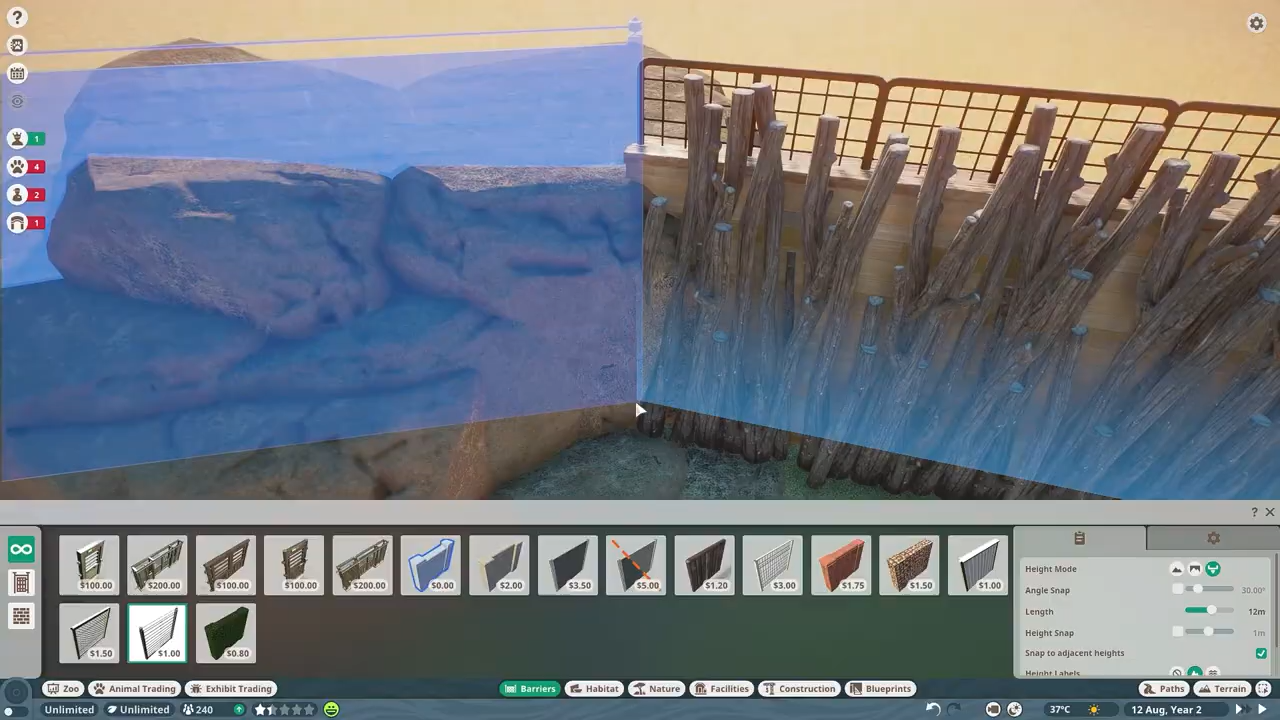 ?
1
4
2
1
? ×
$100.00 $200.00 $100.00 $100.00 $200.00 $0.00 $2.00 $3.50 $5.00 $1.20 $3.00 $1.75 $1.50 $1.00
$1.50 $1.00 $0.80
Height Mode
Angle Snap 30.00°
Length 12m
Height Snap 1m
Snap to adjacent heights
Height Labels
Zoo Animal Trading Exhibit Trading Barriers Habitat Nature Facilities Construction Blueprints Paths Terrain
Unlimited Unlimited 240 37°C 12 Aug, Year 2